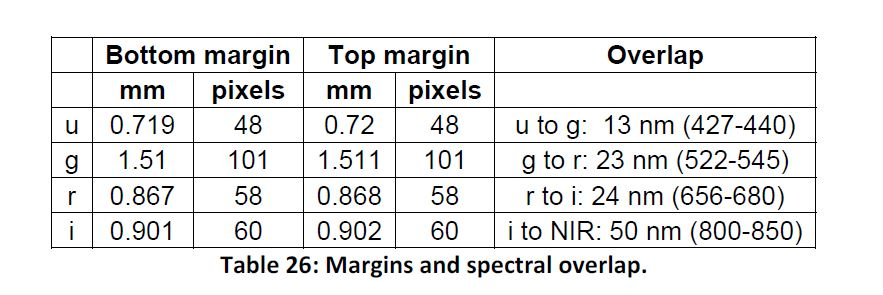 Bottom margin Top margin Overlap
mm pixels mm pixels
u 0.719 48 0.72 48 u to g: 13 nm (427-440)
g 1.51 101 1.511 101 g to r: 23 nm (522-545)
r 0.867 58 0.868 58 r to i: 24 nm (656-680)
i 0.901 60 0.902 60 i to NIR: 50 nm (800-850)
Table 26: Margins and spectral overlap.